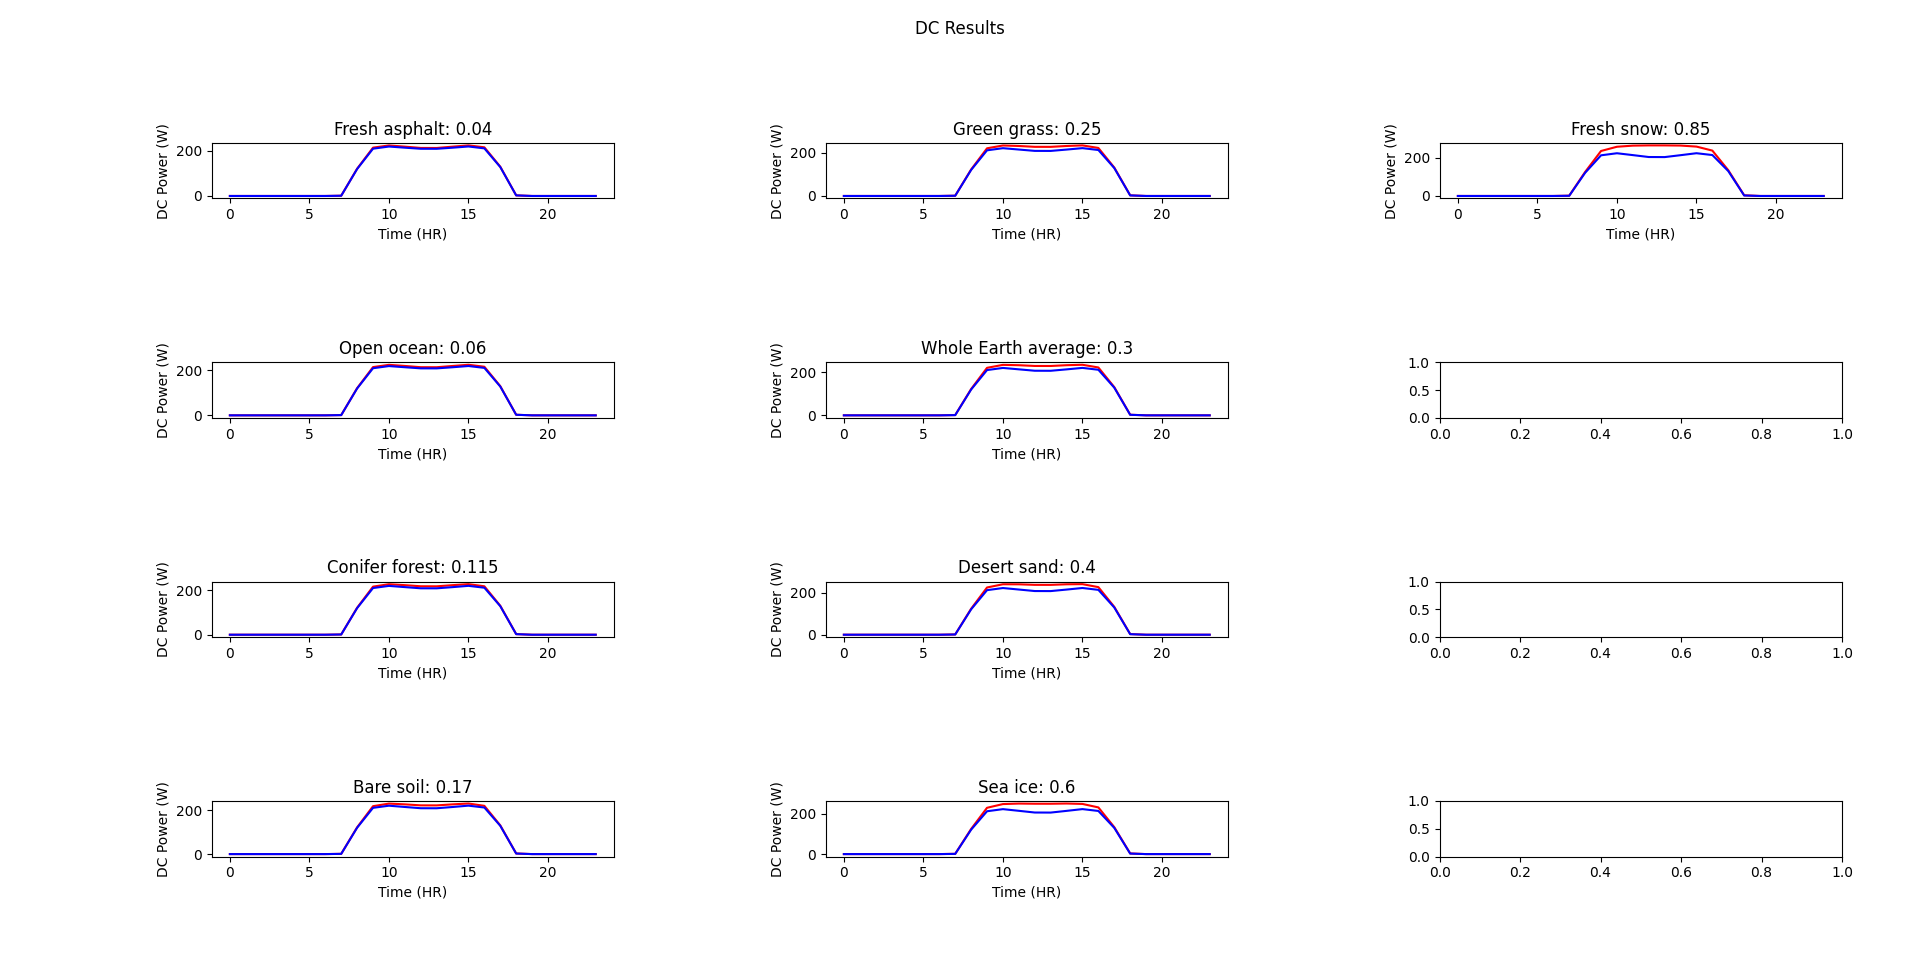 DC Results
Fresh asphalt: 0.04
DC Power (W)
200
0
0 5 10 15 20
Time (HR)
Green grass: 0.25
DC Power (W)
200
0
0 5 10 15 20
Time (HR)
Fresh snow: 0.85
DC Power (W)
200
0
0 5 10 15 20
Time (HR)
Open ocean: 0.06
DC Power (W)
200
0
0 5 10 15 20
Time (HR)
Whole Earth average: 0.3
DC Power (W)
200
0
0 5 10 15 20
Time (HR)
1.0
0.5
0.0
0.0 0.2 0.4 0.6 0.8 1.0
Conifer forest: 0.115
DC Power (W)
200
0
0 5 10 15 20
Time (HR)
Desert sand: 0.4
DC Power (W)
200
0
0 5 10 15 20
Time (HR)
1.0
0.5
0.0
0.0 0.2 0.4 0.6 0.8 1.0
Bare soil: 0.17
DC Power (W)
200
0
0 5 10 15 20
Time (HR)
Sea ice: 0.6
DC Power (W)
200
0
0 5 10 15 20
Time (HR)
1.0
0.5
0.0
0.0 0.2 0.4 0.6 0.8 1.0